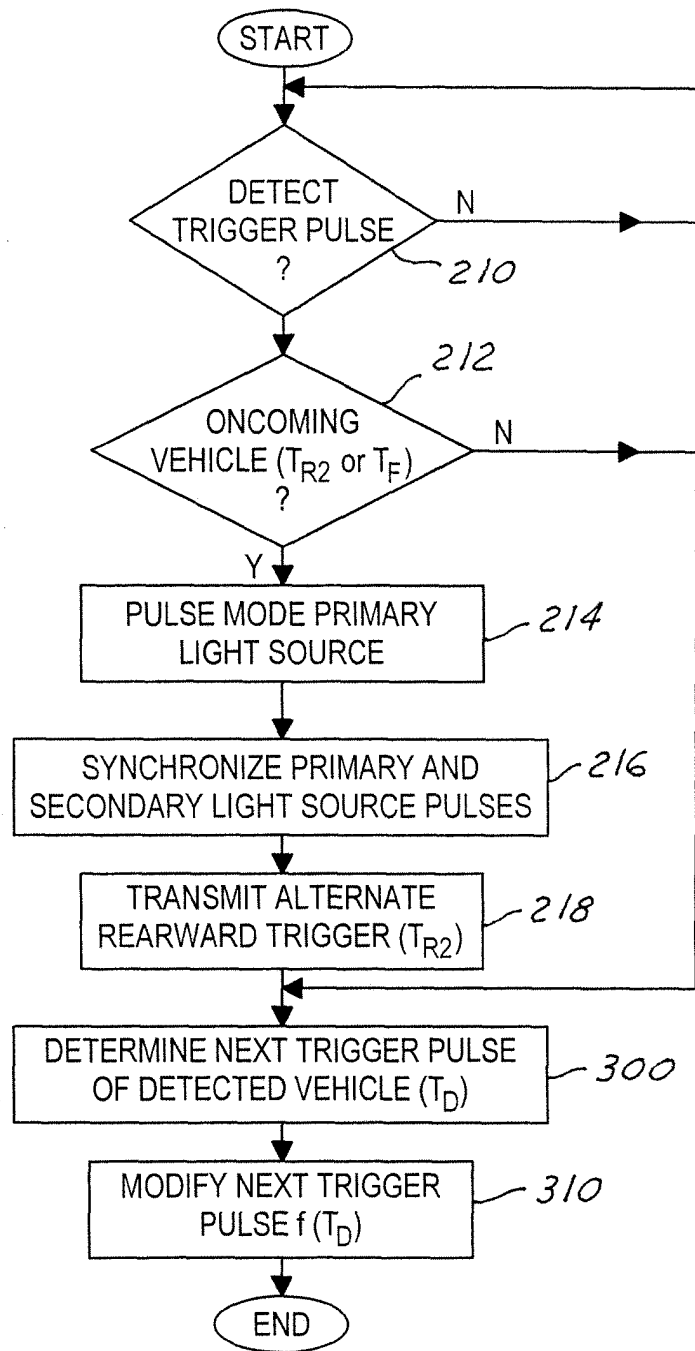 START
DETECT
TRIGGER PULSE
?
N
210
212
ONCOMING
VEHICLE (T_R2 or T_F)
?
N
Y
PULSE MODE PRIMARY
LIGHT SOURCE
214
SYNCHRONIZE PRIMARY AND
SECONDARY LIGHT SOURCE PULSES
216
TRANSMIT ALTERNATE
REARWARD TRIGGER (T_R2)
218
DETERMINE NEXT TRIGGER PULSE
OF DETECTED VEHICLE (T_D)
300
MODIFY NEXT TRIGGER
PULSE f (T_D)
310
END